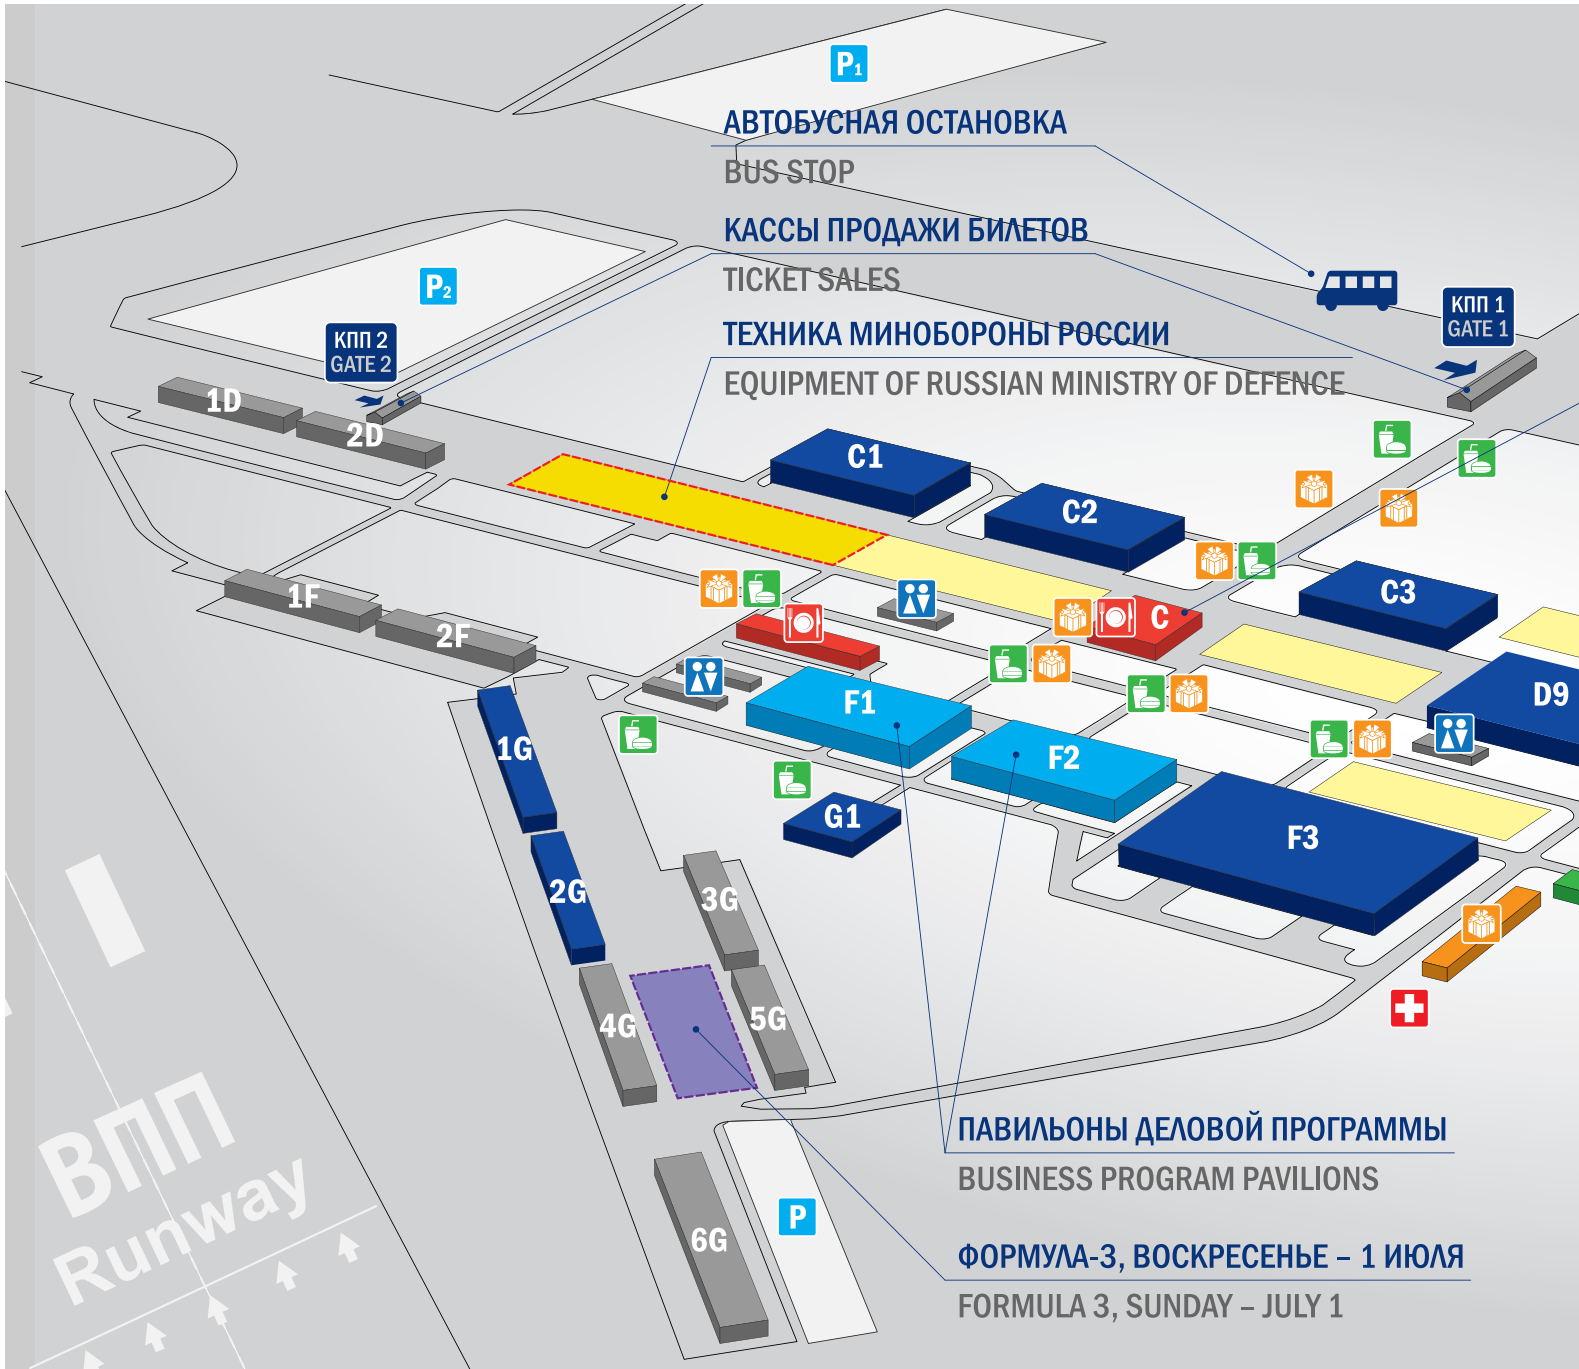 P1
АВТОБУСНАЯ ОСТАНОВКА
BUS STOP
КАССЫ ПРОДАЖИ БИЛЕТОВ
TICKET SALES
P2
КПП 1
GATE 1
ТЕХНИКА МИНОБОРОНЫ РОССИИ
EQUIPMENT OF RUSSIAN MINISTRY OF DEFENCE
КПП 2
GATE 2
1D
2D
C1
C2
C3
1F
2F
C
D9
F1
F2
F3
1G
G1
2G
3G
4G
5G
ВПП
Runway
ПАВИЛЬОНЫ ДЕЛОВОЙ ПРОГРАММЫ
BUSINESS PROGRAM PAVILIONS
P
6G
ФОРМУЛА-3, ВОСКРЕСЕНЬЕ – 1 ИЮЛЯ
FORMULA 3, SUNDAY – JULY 1